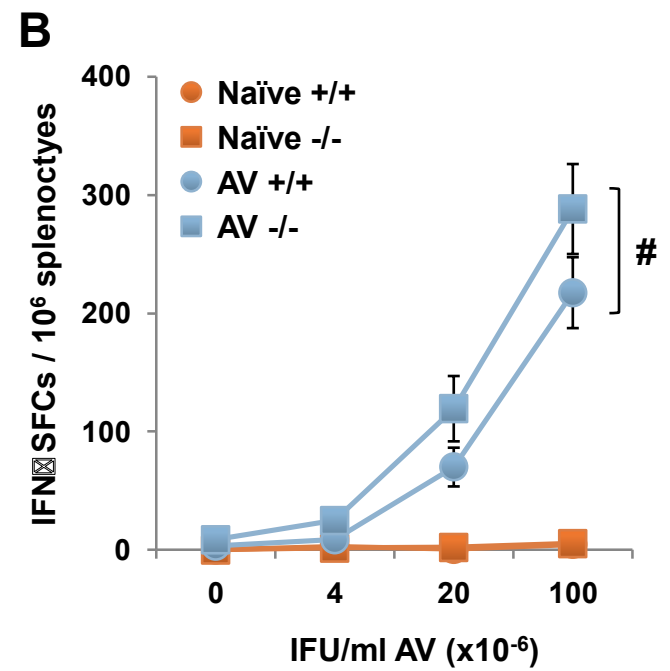 B
IFN☒SFCs / 10⁶ splenoctyes
400
300
200
100
0
Naïve +/+
Naïve -/-
AV +/+
AV -/-
#
0 4 20 100
IFU/ml AV (x10⁻⁶)